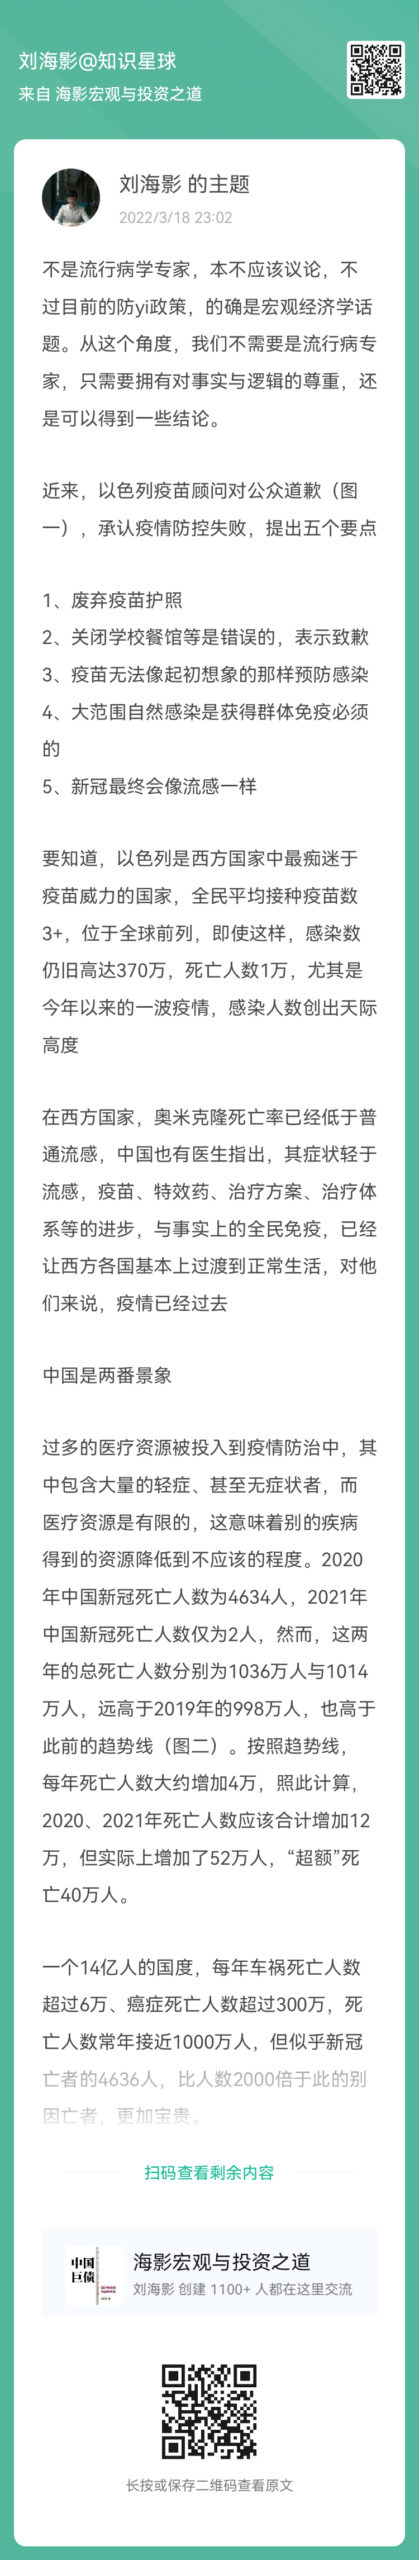 刘海影@知识星球
来自 海影宏观与投资之道
刘海影 的主题
2022/3/18 23:02
不是流行病学专家，本不应该议论，不
过目前的防yi政策，的确是宏观经济学话
题。从这个角度，我们不需要是流行病专
家，只需要拥有对事实与逻辑的尊重，还
是可以得到一些结论。
近来，以色列疫苗顾问对公众道歉（图
一），承认疫情防控失败，提出五个要点
1、废弃疫苗护照
2、关闭学校餐馆等是错误的，表示致歉
3、疫苗无法像起初想象的那样预防感染
4、大范围自然感染是获得群体免疫必须
的
5、新冠最终会像流感一样
要知道，以色列是西方国家中最痴迷于
疫苗威力的国家，全民平均接种疫苗数
3+，位于全球前列，即使这样，感染数
仍旧高达370万，死亡人数1万，尤其是
今年以来的一波疫情，感染人数创出天际
高度
在西方国家，奥米克隆死亡率已经低于普
通流感，中国也有医生指出，其症状轻于
流感，疫苗、特效药、治疗方案、治疗体
系等的进步，与事实上的全民免疫，已经
让西方各国基本上过渡到正常生活，对他
们来说，疫情已经过去
中国是两番景象
过多的医疗资源被投入到疫情防治中，其
中包含大量的轻症、甚至无症状者，而
医疗资源是有限的，这意味着别的疾病
得到的资源降低到不应该的程度。2020
年中国新冠死亡人数为4634人，2021年
中国新冠死亡人数仅为2人，然而，这两
年的总死亡人数分别为1036万人与1014
万人，远高于2019年的998万人，也高于
此前的趋势线（图二）。按照趋势线，
每年死亡人数大约增加4万，照此计算，
2020、2021年死亡人数应该合计增加12
万，但实际上增加了52万人，“超额”死
亡40万人。
一个14亿人的国度，每年车祸死亡人数
超过6万、癌症死亡人数超过300万，死
亡人数常年接近1000万人，但似乎新冠
亡者的4636人，比人数2000倍于此的别
因亡者，更加宝贵。
扫码查看剩余内容
中国
巨债
海影宏观与投资之道
刘海影 创建 1100+ 人都在这里交流
长按或保存二维码查看原文